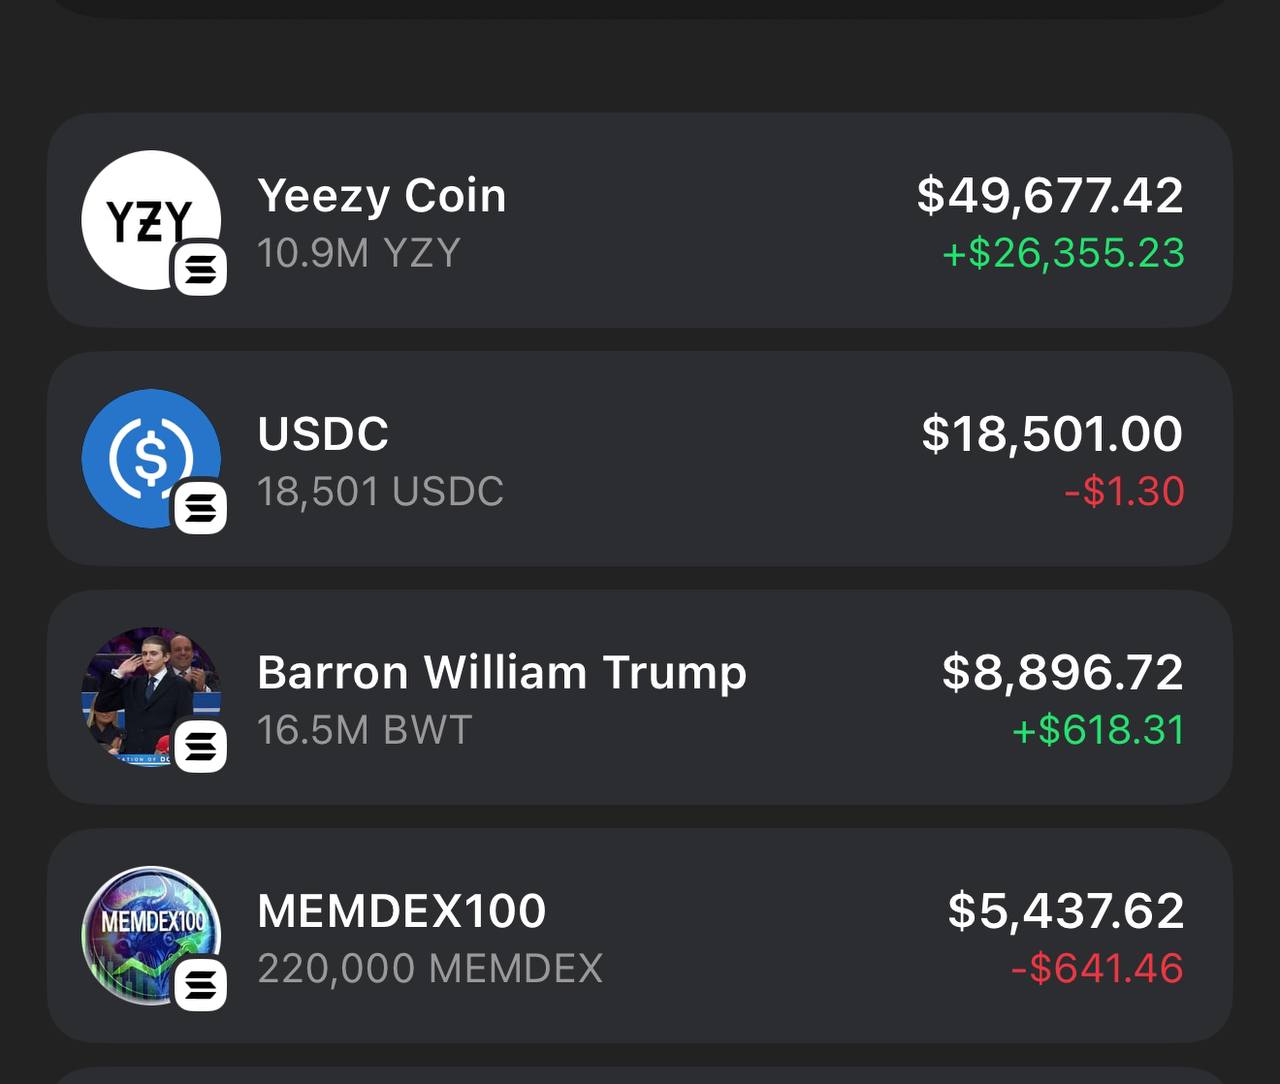 YZY
Yeezy Coin
$49,677.42
10.9M YZY
+$26,355.23
$
USDC
$18,501.00
18,501 USDC
-$1.30
Barron William Trump
$8,896.72
16.5M BWT
+$618.31
MEMDEX100
MEMDEX100
$5,437.62
220,000 MEMDEX
-$641.46